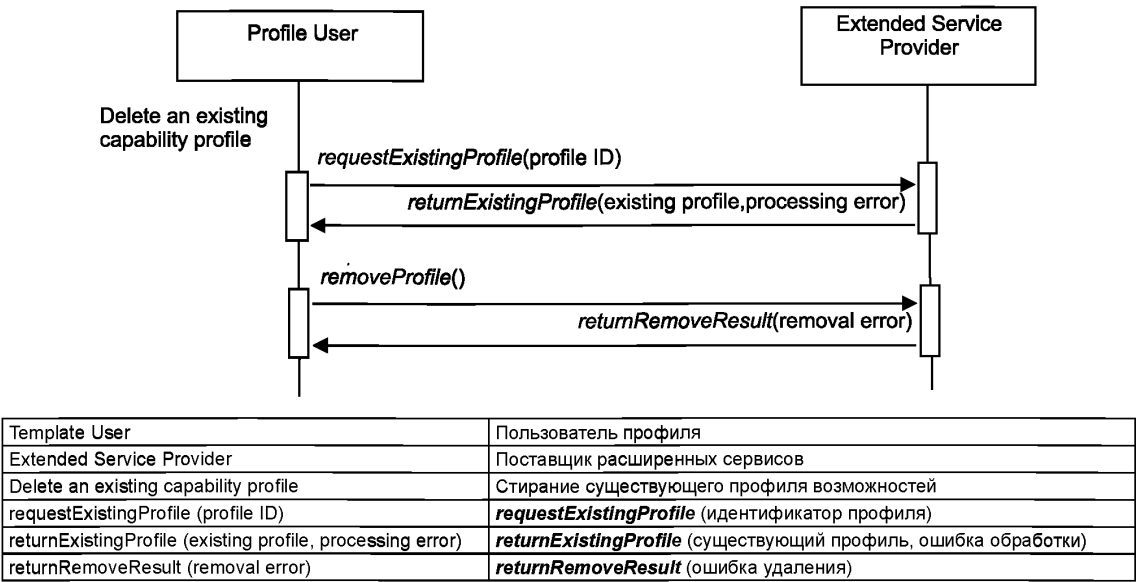 Profile User
Extended Service
Provider
Delete an existing
capability profile
requestExistingProfile(profile ID)
returnExistingProfile(existing profile,processing error)
removeProfile()
returnRemoveResult(removal error)
Template User Пользователь профиля
Extended Service Provider Поставщик расширенных сервисов
Delete an existing capability profile Стирание существующего профиля возможностей
requestExistingProfile (profile ID) requestExistingProfile (идентификатор профиля)
returnExistingProfile (existing profile, processing error) returnExistingProfile (существующий профиль, ошибка обработки)
returnRemoveResult (removal error) returnRemoveResult (ошибка удаления)